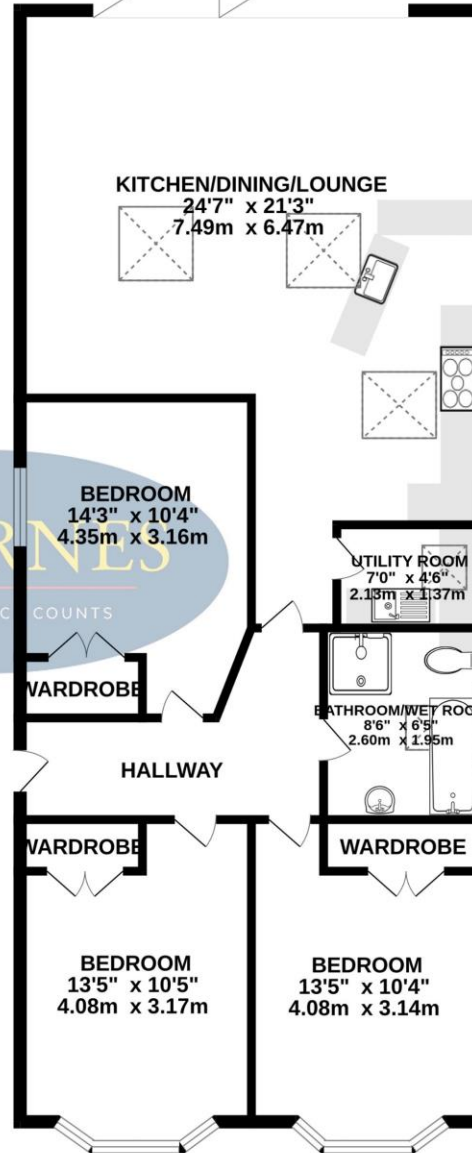 KITCHEN/DINING/LOUNGE
24'7" x 21'3"
7.49m x 6.47m
BEDROOM
14'3" x 10'4"
4.35m x 3.16m
RNES
COUNTS
UTILITY ROOM
7'0" x 4'6"
2.13m x 1.37m
WARDROBE
BATHROOM/WET ROO
8'6" x 6'5"
2.60m x 1.95m
HALLWAY
WARDROBE
WARDROBE
BEDROOM
13'5" x 10'5"
4.08m x 3.17m
BEDROOM
13'5" x 10'4"
4.08m x 3.14m